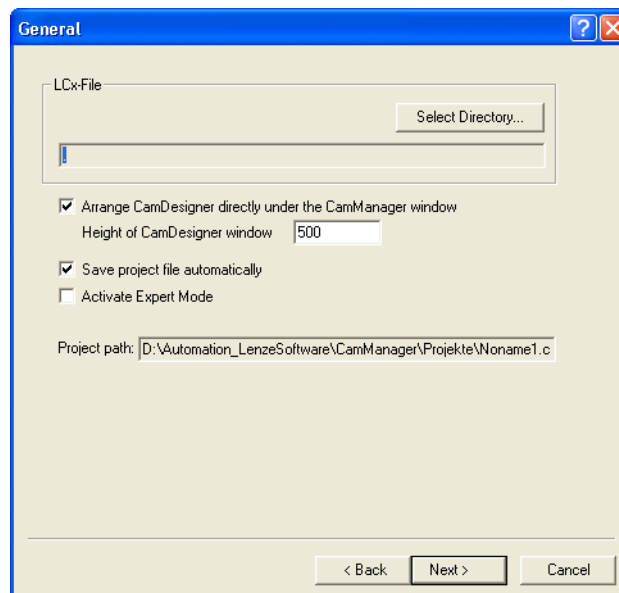 General
LCx-File
Select Directory...
.
Arrange CamDesigner directly under the CamManager window
Height of CamDesigner window 500
Save project file automatically
Activate Expert Mode
Project path: D:\Automation_LenzeSoftware\CamManager\Projekte\Noname1.c
< Back Next > Cancel